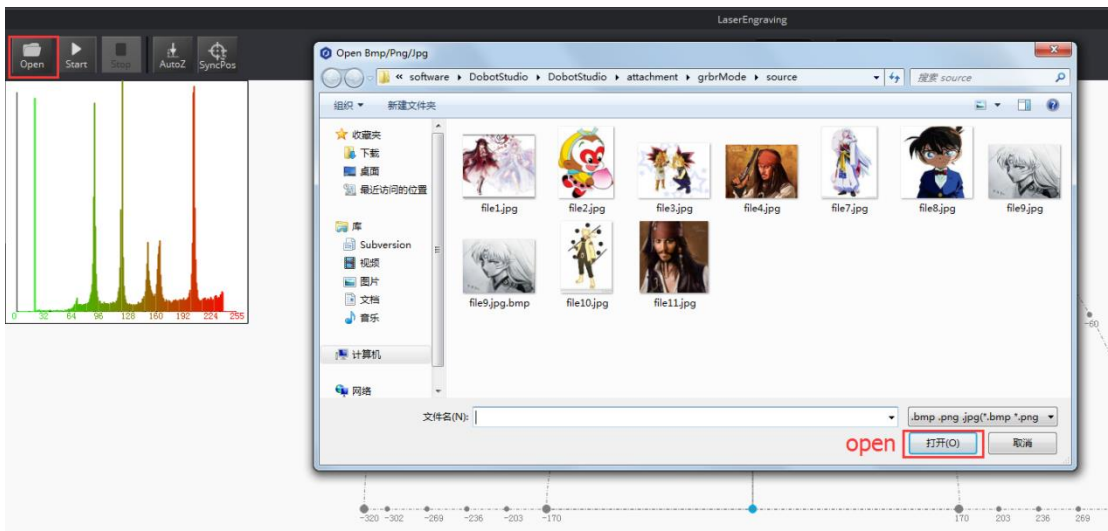 LaserEngraving
Open
Start
Stop
AutoZ
SyncPos
Open Bmp/Png/Jpg
« software ▸ DobotStudio ▸ DobotStudio ▸ attachment ▸ grbrMode ▸ source
搜索 source
组织
新建文件夹
收藏夹
下载
桌面
最近访问的位置
库
Subversion
视频
图片
文档
音乐
计算机
网络
file1.jpg
file2.jpg
file3.jpg
file4.jpg
file7.jpg
file8.jpg
file9.jpg
file9.jpg.bmp
file10.jpg
file11.jpg
0 32 64 96 128 160 192 224 255
-60
文件名(N):
.bmp .png .jpg(*.bmp *.png
open
打开(O)
取消
-320 -302 -269 -236 -203 -170 170 203 236 269